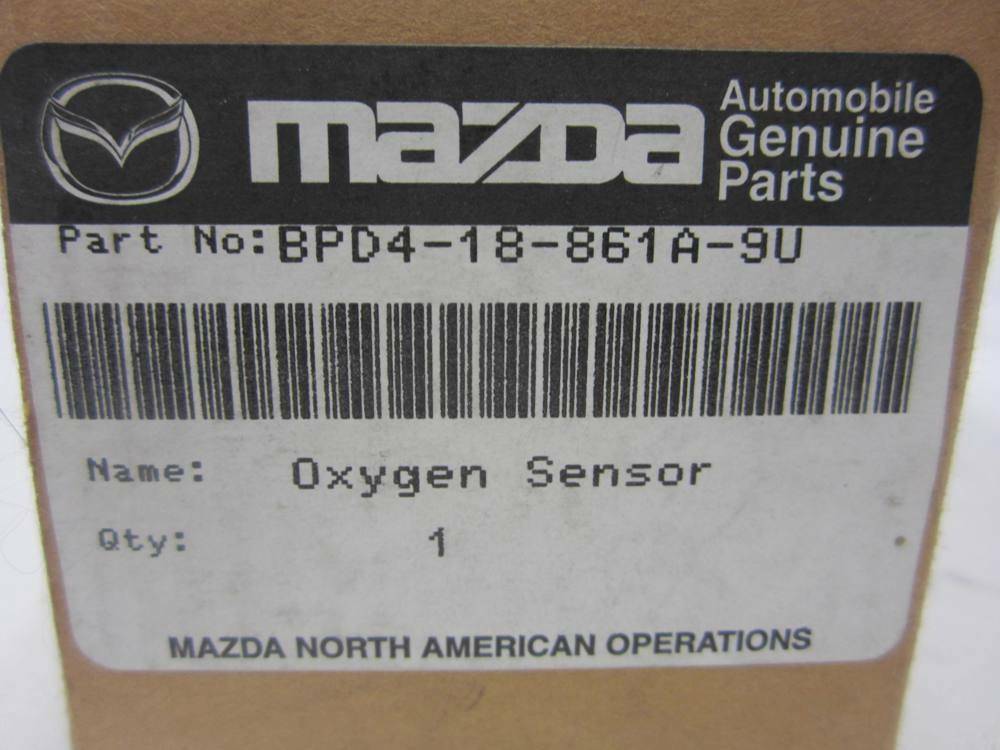 mazda
Automobile
Genuine
Parts
Part No: BPD4-18-861A-9U
Name: Oxygen Sensor
Qty: 1
MAZDA NORTH AMERICAN OPERATIONS